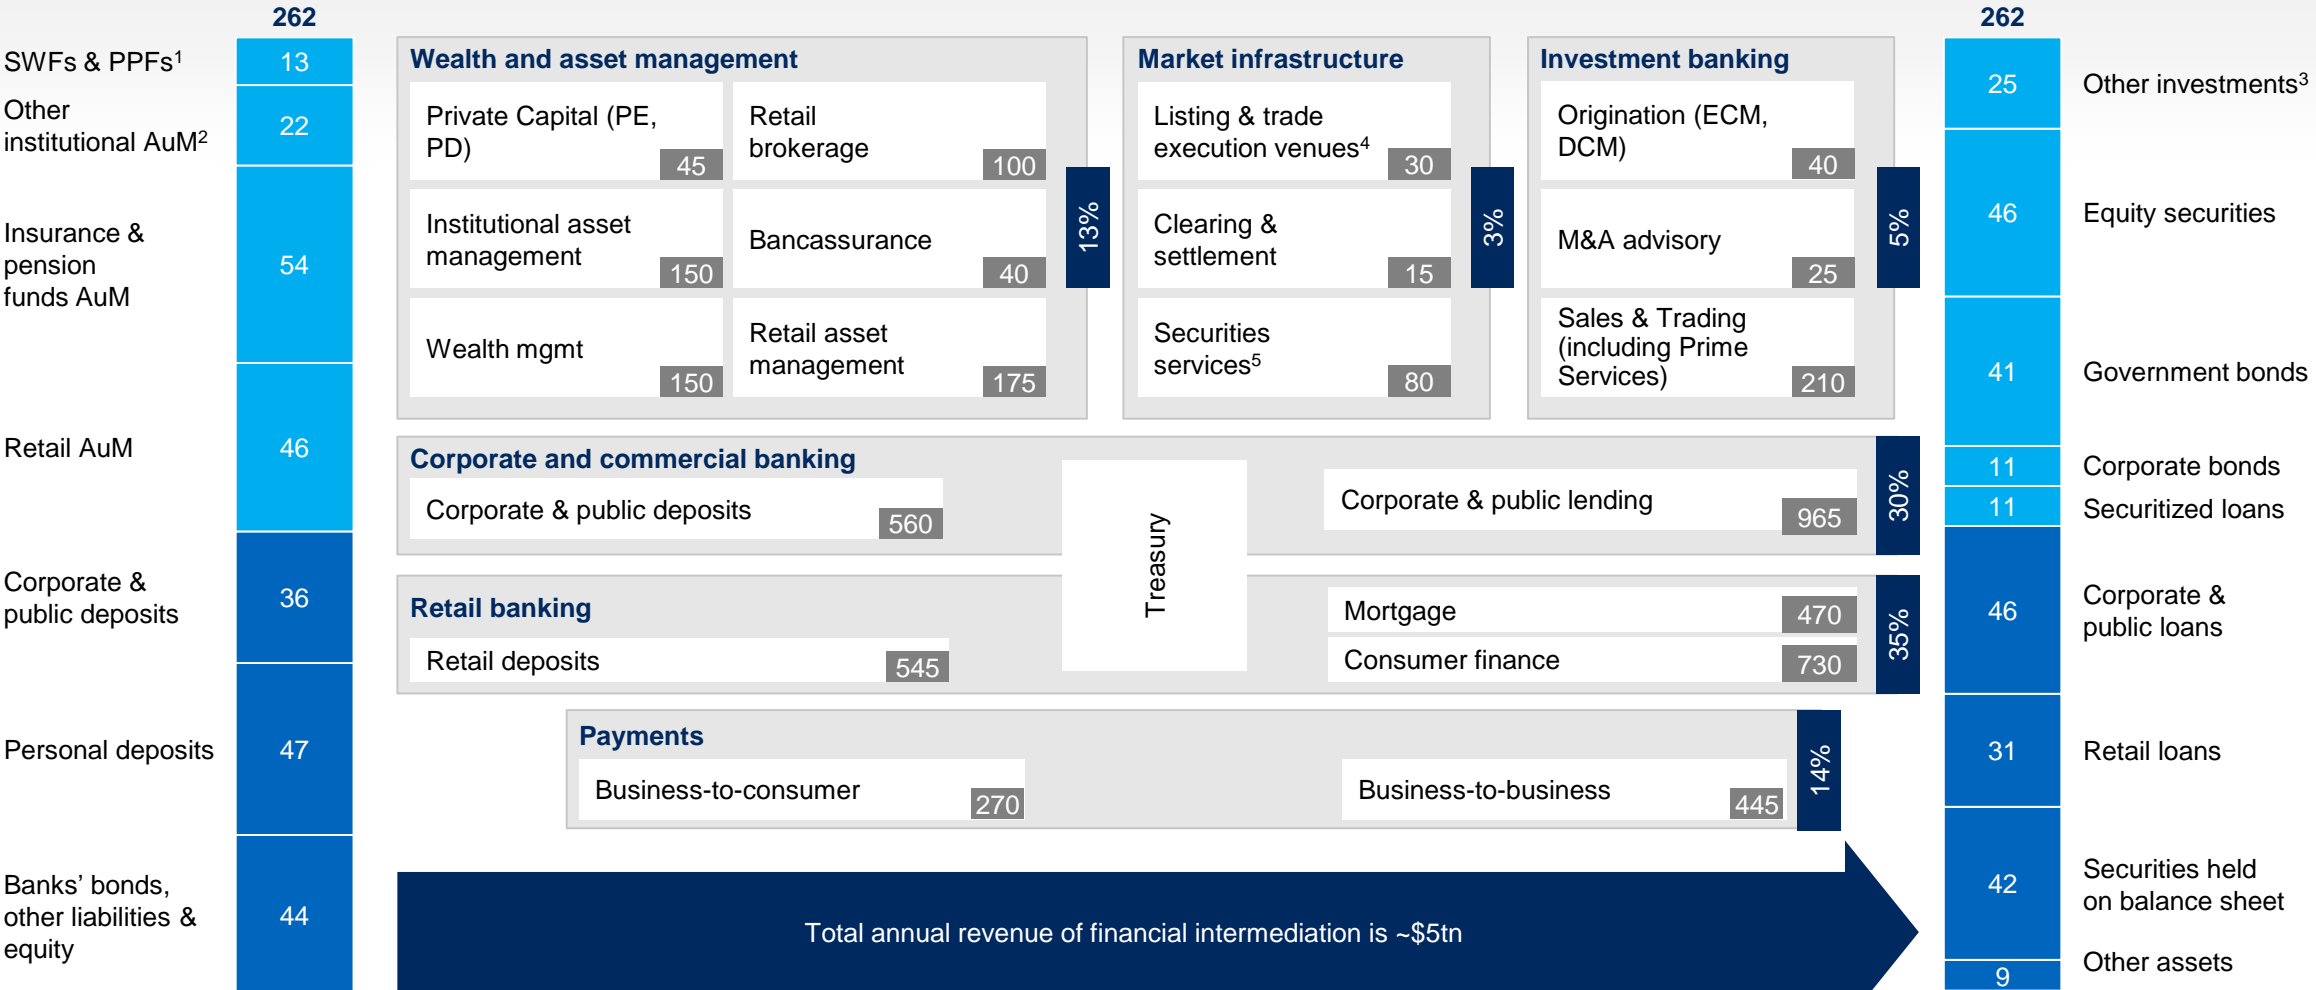 262
SWFs & PPFs1
13
Other
institutional AuM2
22
Insurance &
pension
funds AuM
54
Retail AuM
46
Corporate &
public deposits
36
Personal deposits
47
Banks’ bonds,
other liabilities &
equity
44
Wealth and asset management
Private Capital (PE,
PD)
45
Retail
brokerage
100
Institutional asset
management
150
Bancassurance
40
Wealth mgmt
150
Retail asset
management
175
13%
Market infrastructure
Listing & trade
execution venues4
30
Clearing &
settlement
15
Securities
services5
80
3%
Investment banking
Origination (ECM,
DCM)
40
M&A advisory
25
Sales & Trading
(including Prime
Services)
210
5%
Corporate and commercial banking
Corporate & public deposits
560
Treasury
Corporate & public lending
965
30%
Retail banking
Retail deposits
545
Mortgage
470
Consumer finance
730
35%
Payments
Business-to-consumer
270
Business-to-business
445
14%
Total annual revenue of financial intermediation is ~$5tn
262
25
Other investments3
46
Equity securities
41
Government bonds
11
Corporate bonds
11
Securitized loans
46
Corporate &
public loans
31
Retail loans
42
Securities held
on balance sheet
9
Other assets